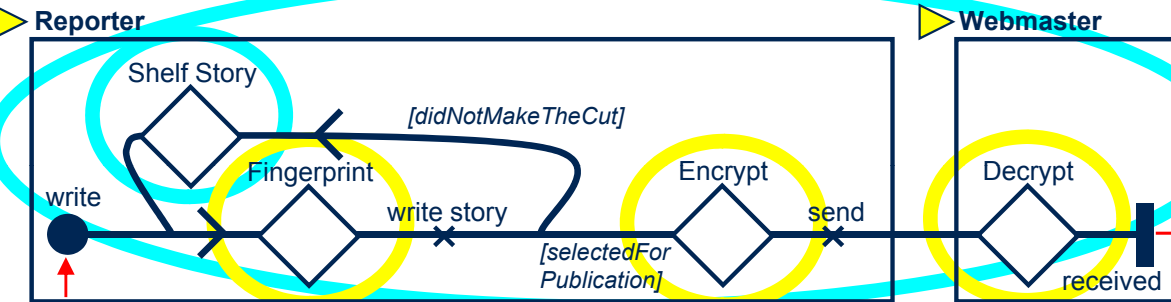 Reporter
Webmaster
Shelf Story
[didNotMakeTheCut]
Fingerprint
Encrypt
Decrypt
write
write story
send
[selectedFor
Publication]
received